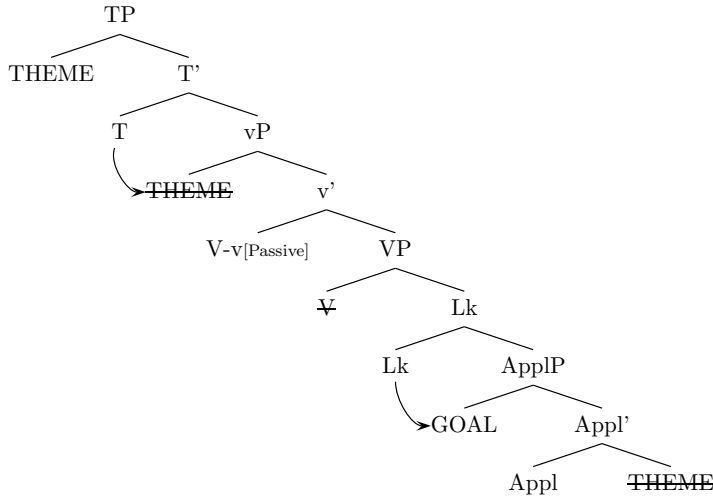 TP
THEME T'
T vP
THEME v'
V-v[Passive] VP
V Lk
Lk ApplP
GOAL Appl'
Appl THEME